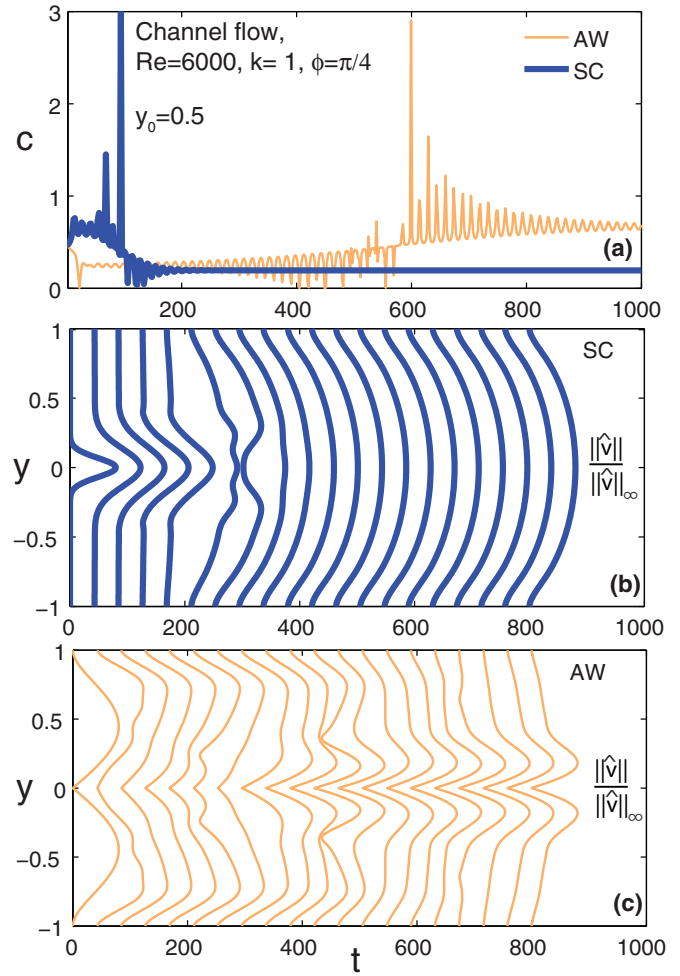 Channel flow,
Re=6000, k= 1, ϕ=π/4
y₀=0.5
AW
SC
c
3
2
1
0
(a)
200
400
600
800
1000
1
0.5
0
−0.5
−1
y
SC
||v̂||
||v̂||∞
(b)
0
200
400
600
800
1000
1
0.5
0
−0.5
−1
y
AW
||v̂||
||v̂||∞
(c)
0
200
400
600
800
1000
t